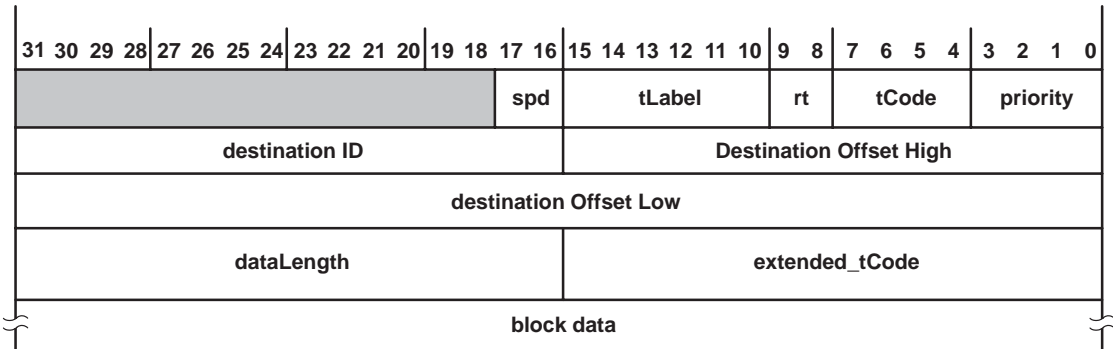 31 30 29 28 27 26 25 24 23 22 21 20 19 18 17 16 15 14 13 12 11 10 9 8 7 6 5 4 3 2 1 0
spd tLabel rt tCode priority
destination ID Destination Offset High
destination Offset Low
dataLength extended_tCode
block data